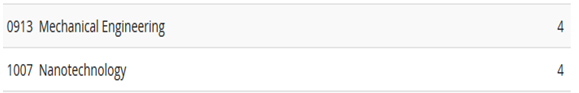 0913 Mechanical Engineering 4
1007 Nanotechnology 4